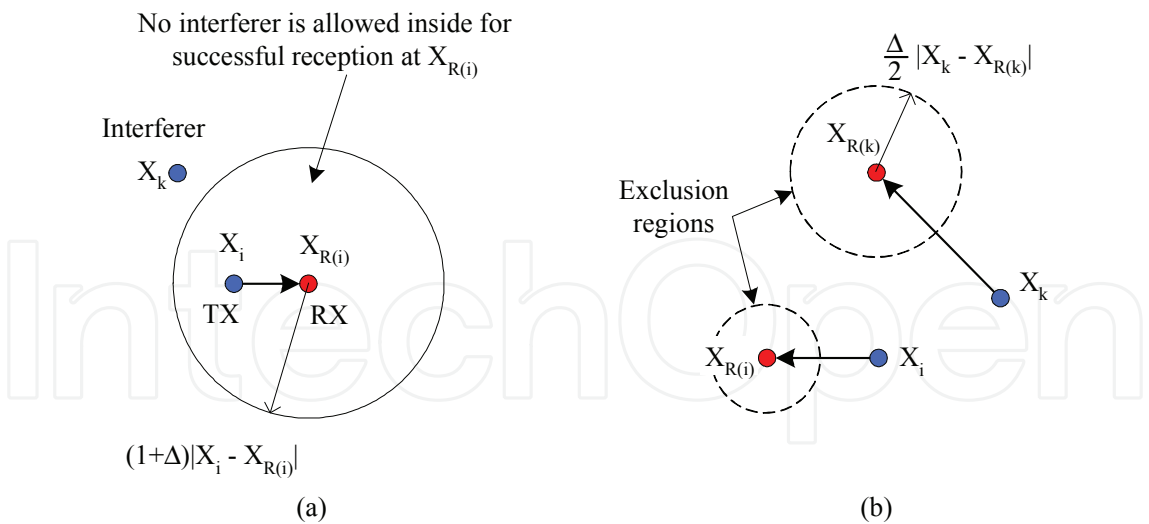 No interferer is allowed inside for
successful reception at X_R(i)
Interferer
X_k
X_i
X_R(i)
TX
RX
(1+Δ)|X_i - X_R(i)|
(a)
Δ/2 |X_k - X_R(k)|
X_R(k)
Exclusion
regions
X_k
X_R(i)
X_i
(b)
IntechOpen